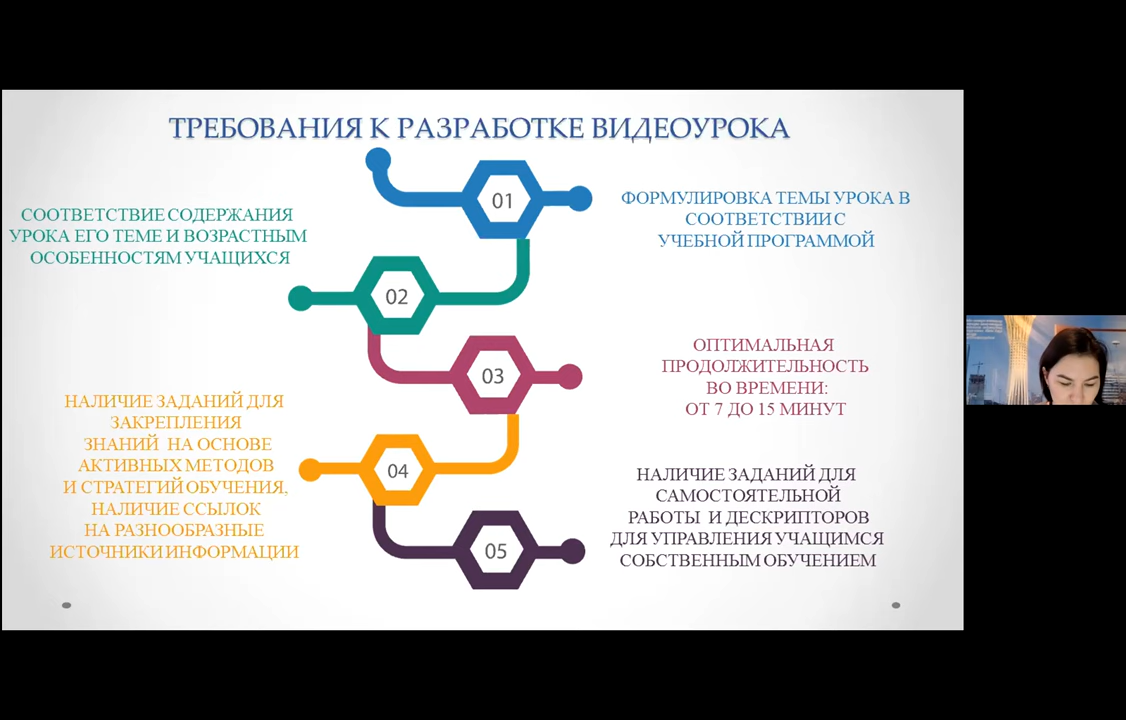 ТРЕБОВАНИЯ К РАЗРАБОТКЕ ВИДЕОУРОКА
01
ФОРМУЛИРОВКА ТЕМЫ УРОКА В
СООТВЕТСТВИИ С
УЧЕБНОЙ ПРОГРАММОЙ
СООТВЕТСТВИЕ СОДЕРЖАНИЯ
УРОКА ЕГО ТЕМЕ И ВОЗРАСТНЫМ
ОСОБЕННОСТЯМ УЧАЩИХСЯ
02
03
ОПТИМАЛЬНАЯ
ПРОДОЛЖИТЕЛЬНОСТЬ
ВО ВРЕМЕНИ:
ОТ 7 ДО 15 МИНУТ
НАЛИЧИЕ ЗАДАНИЙ ДЛЯ
ЗАКРЕПЛЕНИЯ
ЗНАНИЙ НА ОСНОВЕ
АКТИВНЫХ МЕТОДОВ
И СТРАТЕГИЙ ОБУЧЕНИЯ,
НАЛИЧИЕ ССЫЛОК
НА РАЗНООБРАЗНЫЕ
ИСТОЧНИКИ ИНФОРМАЦИИ
04
05
НАЛИЧИЕ ЗАДАНИЙ ДЛЯ
САМОСТОЯТЕЛЬНОЙ
РАБОТЫ И ДЕСКРИПТОРОВ
ДЛЯ УПРАВЛЕНИЯ УЧАЩИМСЯ
СОБСТВЕННЫМ ОБУЧЕНИЕМ